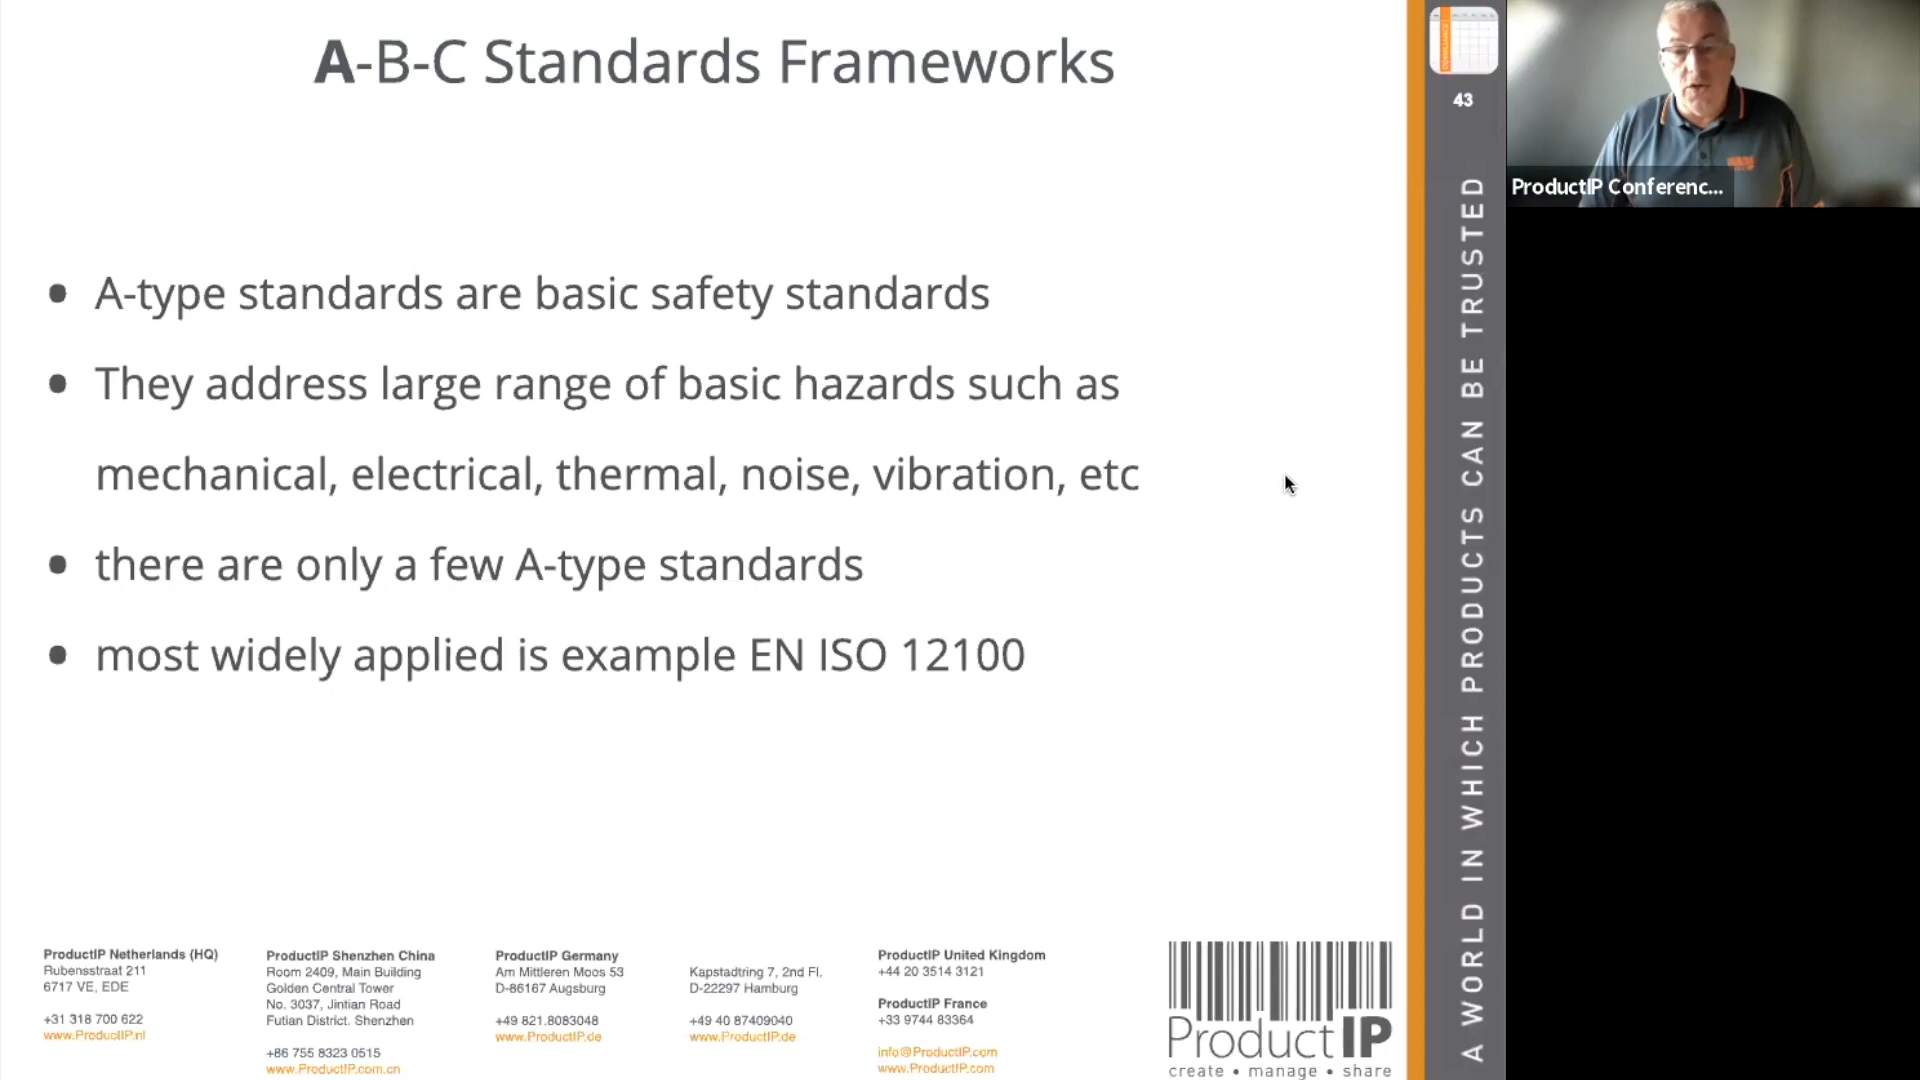 A-B-C Standards Frameworks
• A-type standards are basic safety standards
• They address large range of basic hazards such as
mechanical, electrical, thermal, noise, vibration, etc
• there are only a few A-type standards
• most widely applied is example EN ISO 12100
ProductIP Netherlands (HQ)
Rubensstraat 211
6717 VE, EDE
+31 318 700 622
www.ProductIP.nl
ProductIP Shenzhen China
Room 2409, Main Building
Golden Central Tower
No. 3037, Jintian Road
Futian District. Shenzhen
+86 755 8323 0515
www.ProductIP.com.cn
ProductIP Germany
Am Mittleren Moos 53
D-86167 Augsburg
+49 821.8083048
www.ProductIP.de
Kapstadtring 7, 2nd Fl.
D-22297 Hamburg
+49 40 87409040
www.ProductIP.de
ProductIP United Kingdom
+44 20 3514 3121
ProductIP France
+33 9744 83364
info@ProductIP.com
www.ProductIP.com
ProductIP
create • manage • share
43
A WORLD IN WHICH PRODUCTS CAN BE TRUSTED
ProductIP Conferenc...